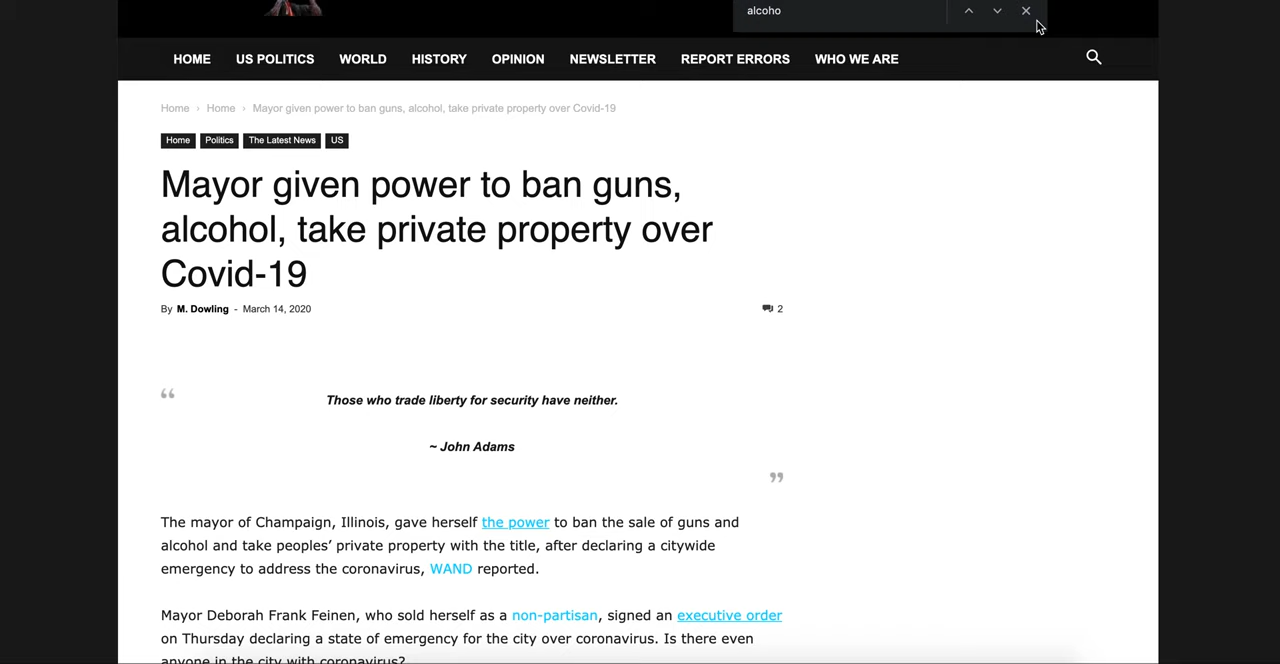 alcoho
HOME US POLITICS WORLD HISTORY OPINION NEWSLETTER REPORT ERRORS WHO WE ARE
Home › Home › Mayor given power to ban guns, alcohol, take private property over Covid-19
Home Politics The Latest News US
Mayor given power to ban guns,
alcohol, take private property over
Covid-19
By M. Dowling - March 14, 2020 2
“
Those who trade liberty for security have neither.
~ John Adams
”
The mayor of Champaign, Illinois, gave herself the power to ban the sale of guns and
alcohol and take peoples’ private property with the title, after declaring a citywide
emergency to address the coronavirus, WAND reported.
Mayor Deborah Frank Feinen, who sold herself as a non-partisan, signed an executive order
on Thursday declaring a state of emergency for the city over coronavirus. Is there even
anyone in the city with coronavirus?